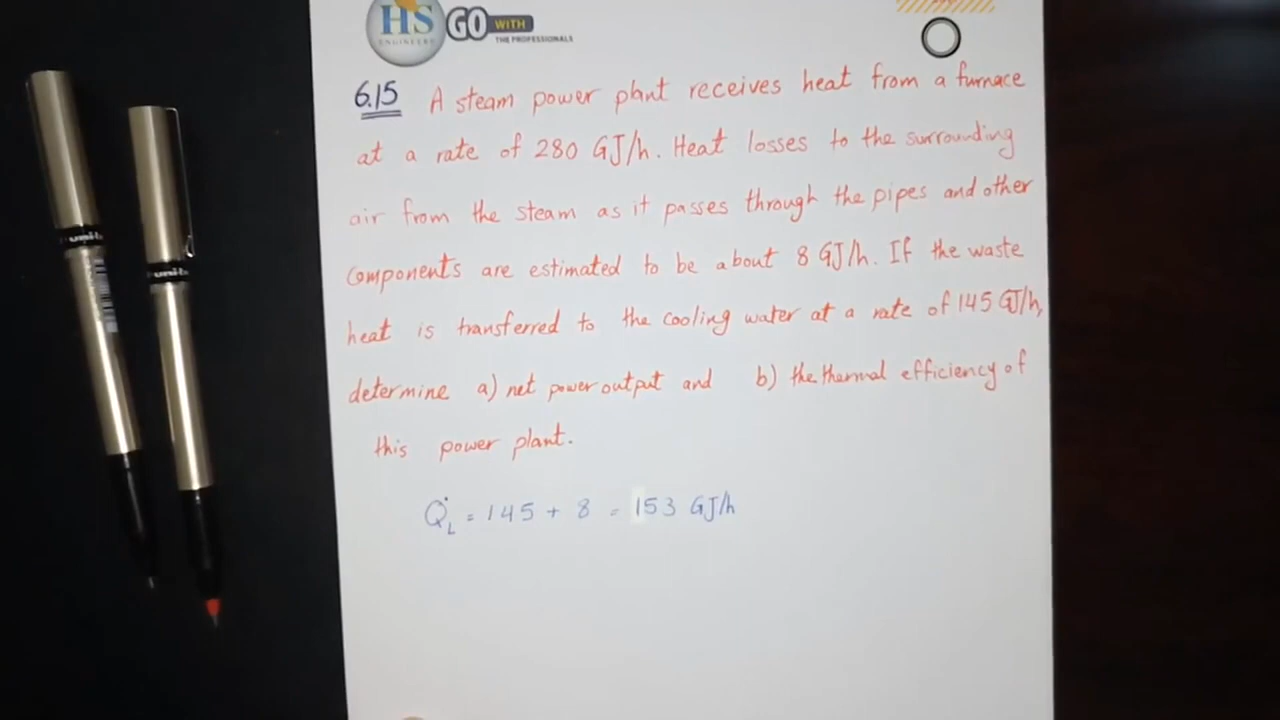 HS
ENGINEERS
GO WITH
THE PROFESSIONALS
6.15 A steam power plant receives heat from a furnace
at a rate of 280 GJ/h. Heat losses to the surrounding
air from the steam as it passes through the pipes and other
components are estimated to be about 8 GJ/h. If the waste
heat is transferred to the cooling water at a rate of 145 GJ/h,
determine a) net power output and b) the thermal efficiency of
this power plant.
Q̇L = 145 + 8 = 153 GJ/h